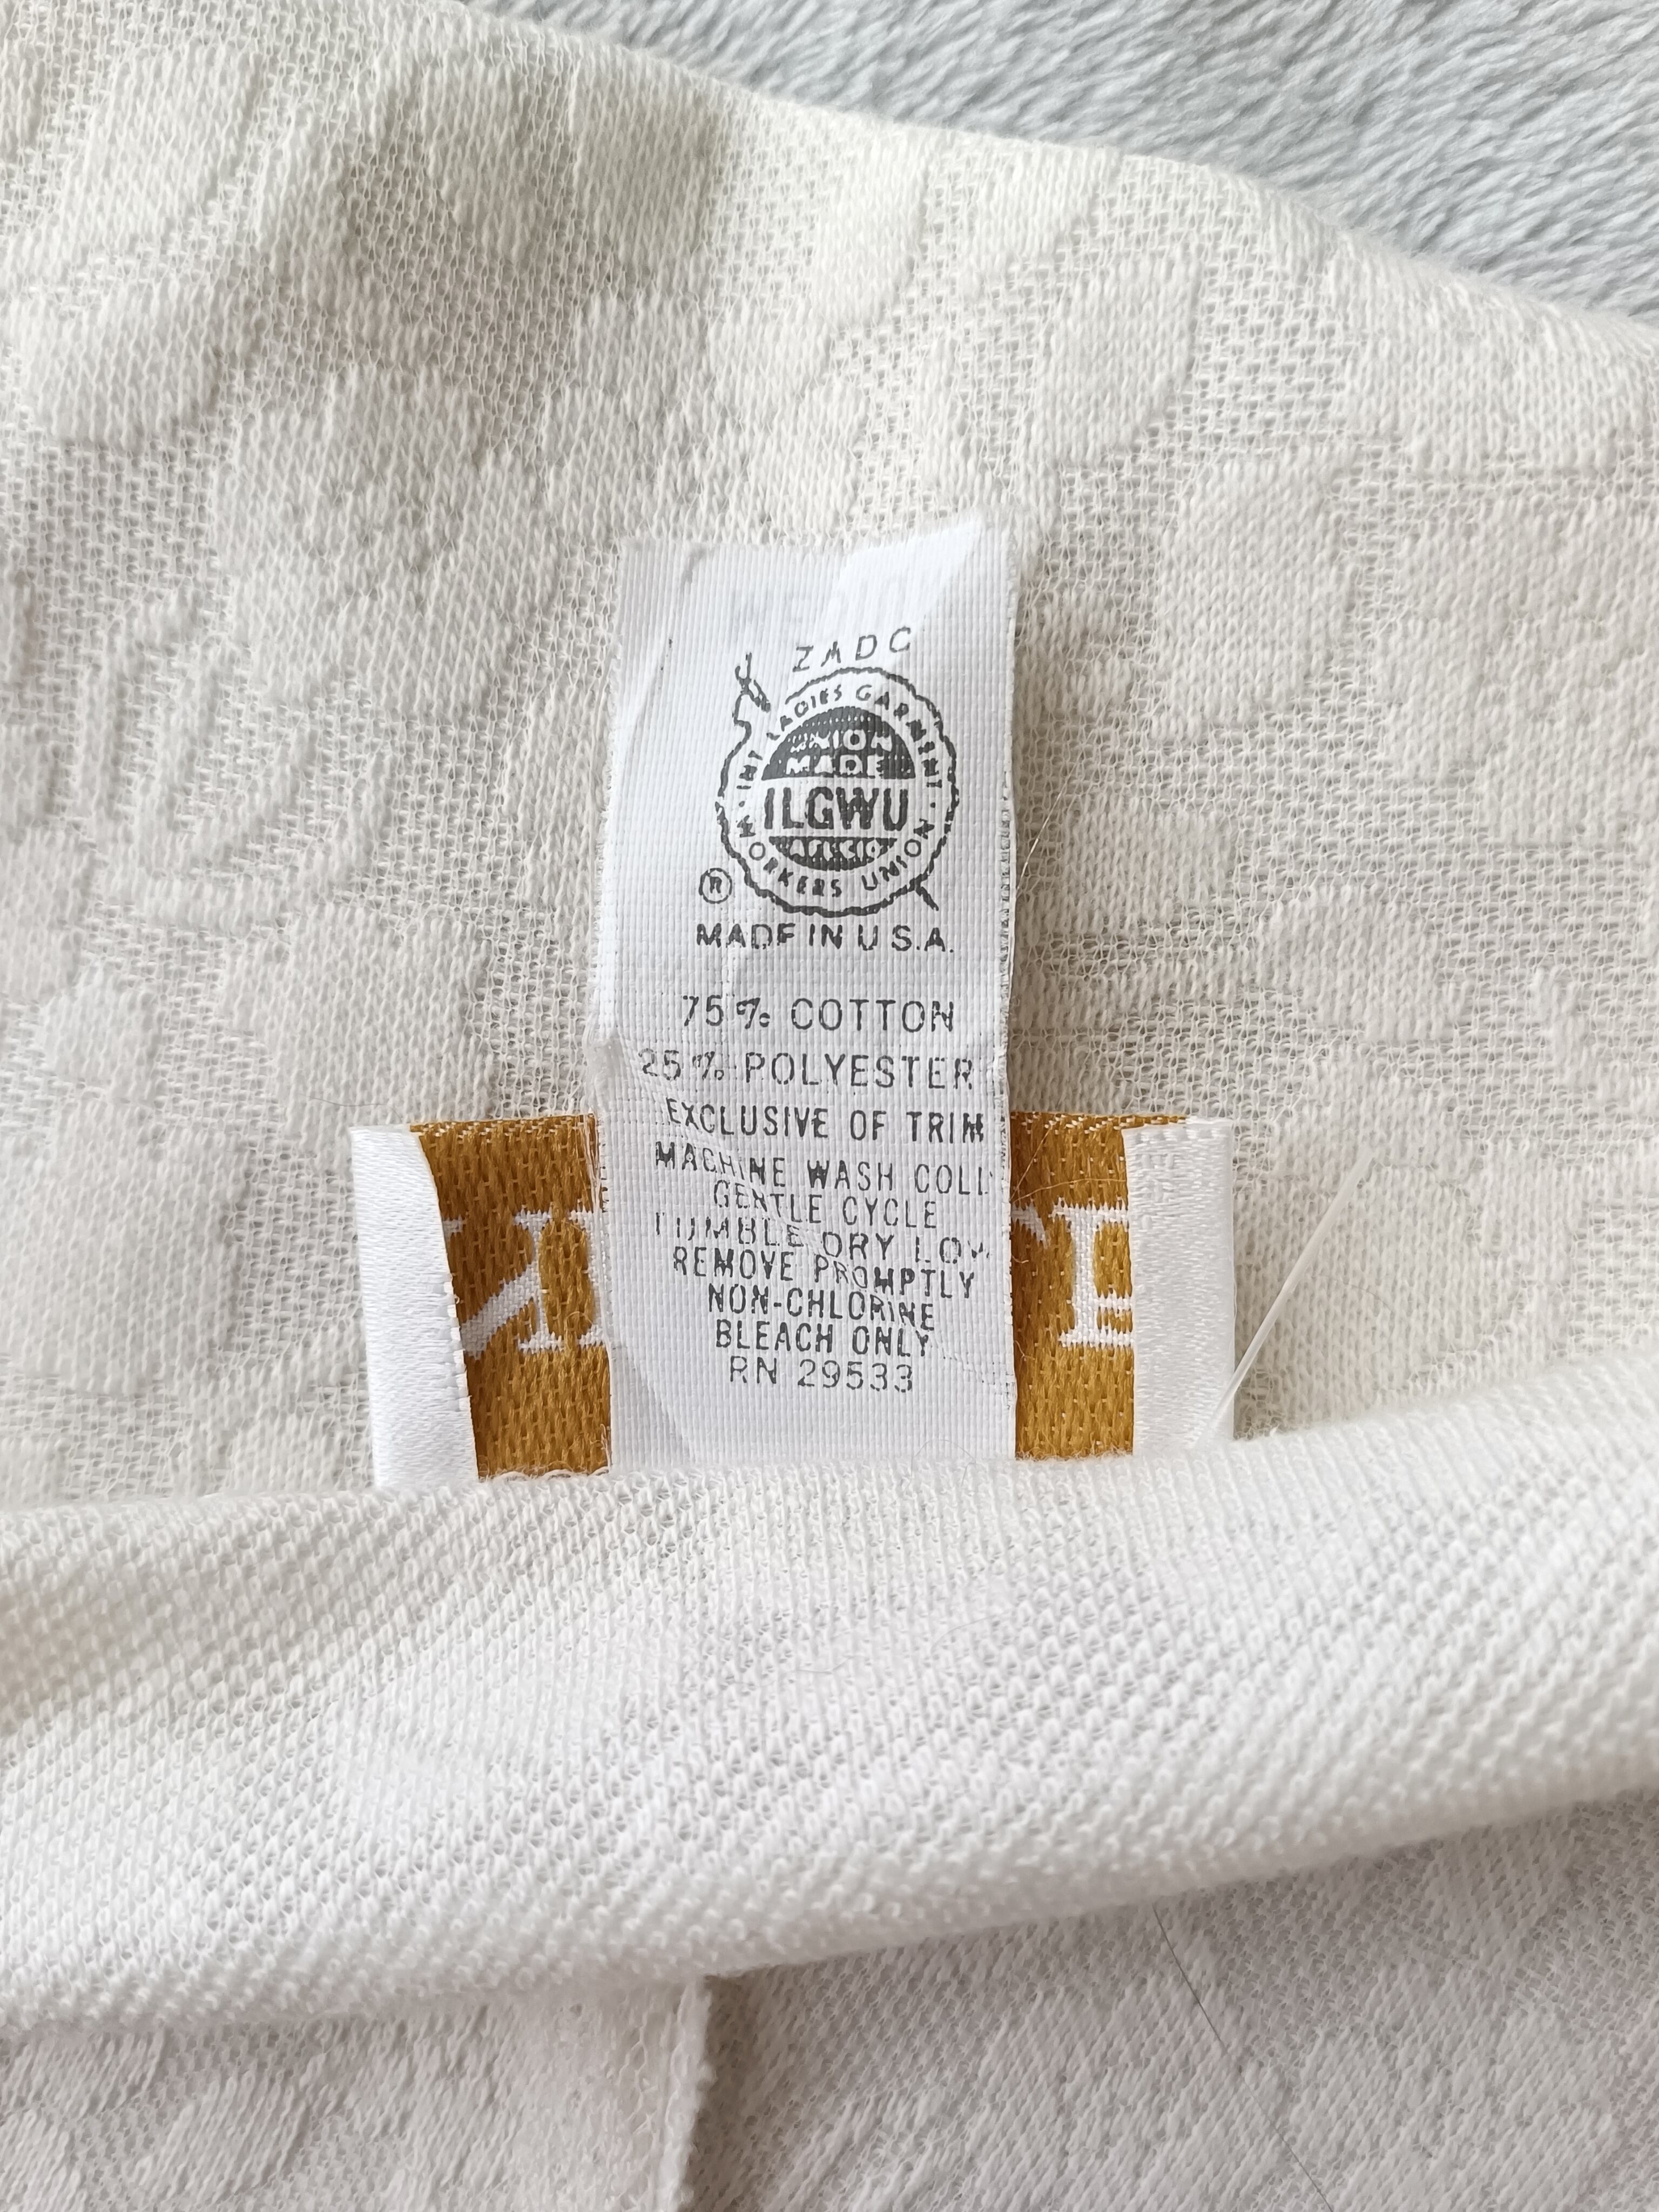 ZADC
INT LADIES GARMENT
UNION
MADE
ILGWU
AFL-CIO
WORKERS UNION
®
MADE IN U.S.A.
75% COTTON
25% POLYESTER
EXCLUSIVE OF TRIM
MACHINE WASH COLD
GENTLE CYCLE
TUMBLE DRY LOW
REMOVE PROMPTLY
NON-CHLORINE
BLEACH ONLY
RN 29533